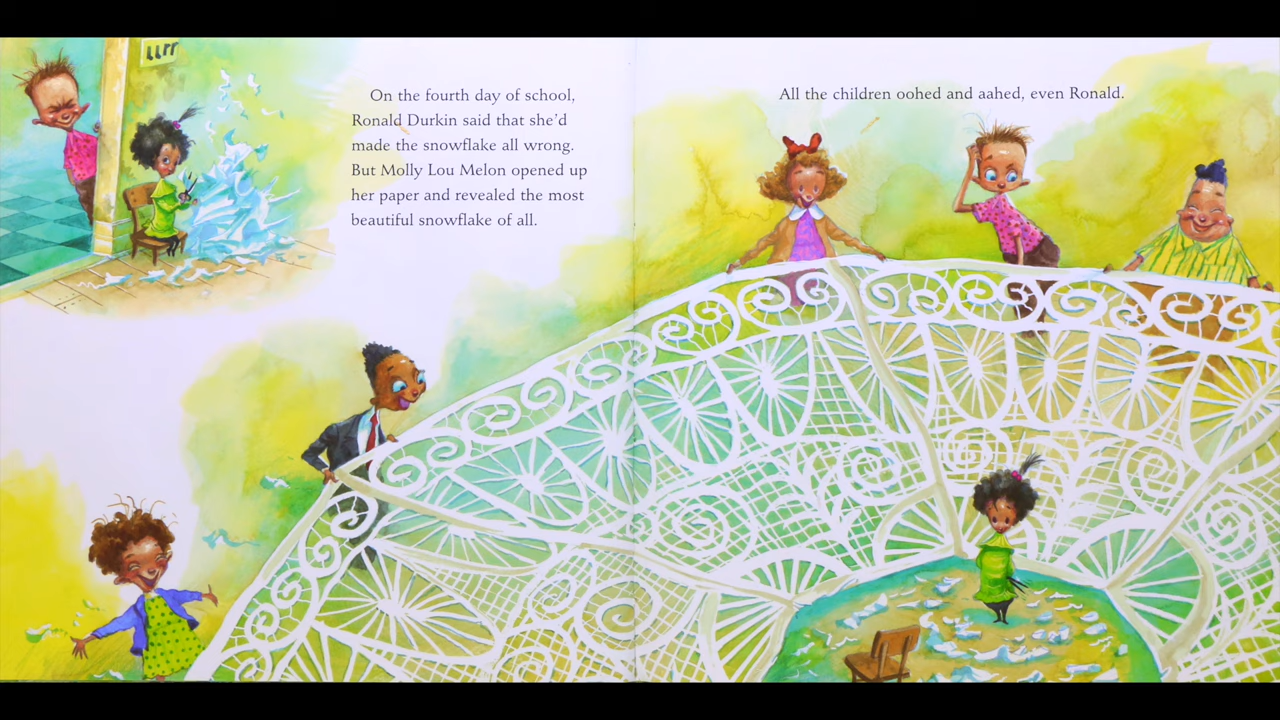 On the fourth day of school,
Ronald Durkin said that she'd
made the snowflake all wrong.
But Molly Lou Melon opened up
her paper and revealed the most
beautiful snowflake of all.
All the children oohed and aahed, even Ronald.